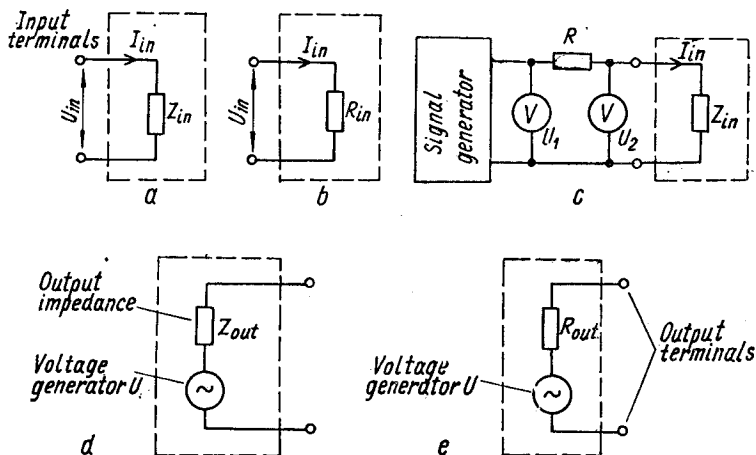 Input
terminals
I_in
U_in
Z_in
a
I_in
U_in
R_in
b
Signal
generator
R
V
U_1
V
U_2
I_in
Z_in
c
Output
impedance
Z_out
Voltage
generator U
~
d
R_out
Voltage
generator U
~
Output
terminals
e